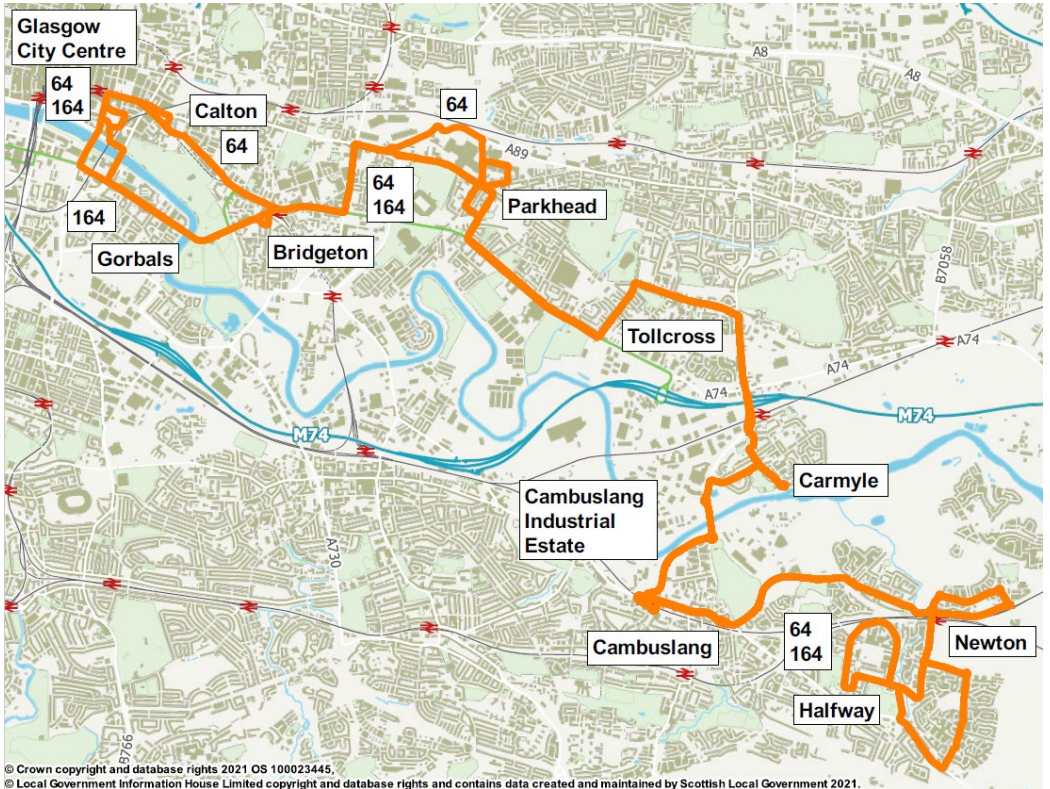 Glasgow
City Centre
64
164
Calton
64
64
A8
A8
A89
64
164
Parkhead
164
Gorbals
Bridgeton
B7058
Tollcross
A74
A74
A74
M74
M74
Carmyle
Cambuslang
Industrial
Estate
A730
Cambuslang
64
164
Newton
Halfway
B766
© Crown copyright and database rights 2021 OS 100023445,
© Local Government Information House Limited copyright and database rights and contains data created and maintained by Scottish Local Government 2021.